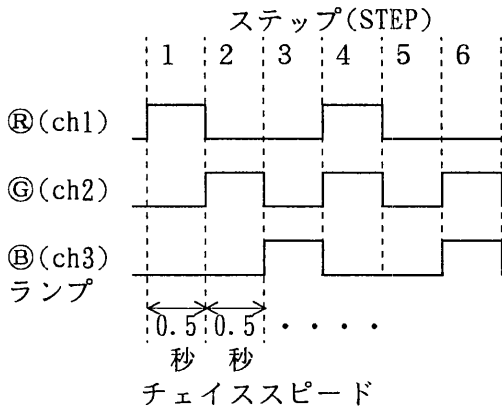 ステップ(STEP)
1 2 3 4 5 6
Ⓡ(ch1)
Ⓖ(ch2)
Ⓑ(ch3)
ランプ
0.5 0.5 ・・・・
秒 秒
チェイススピード